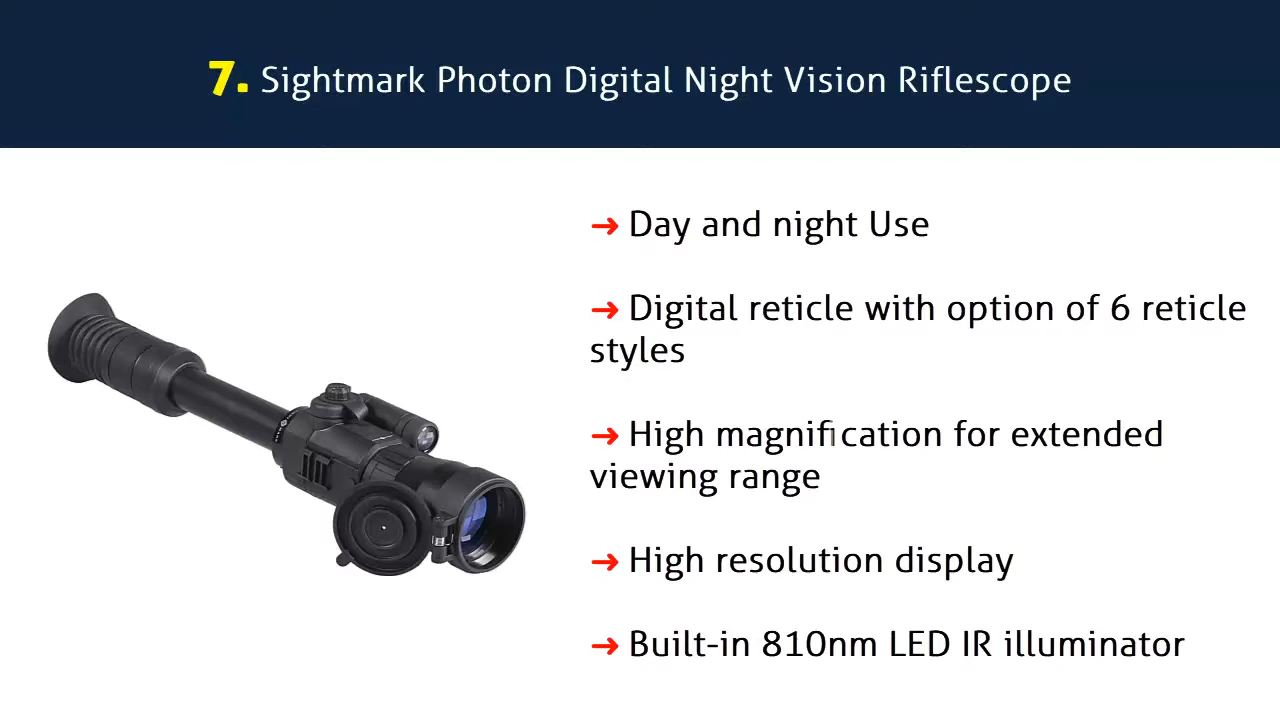 7. Sightmark Photon Digital Night Vision Riflescope
➜ Day and night Use
➜ Digital reticle with option of 6 reticle
styles
➜ High magnification for extended
viewing range
➜ High resolution display
➜ Built-in 810nm LED IR illuminator